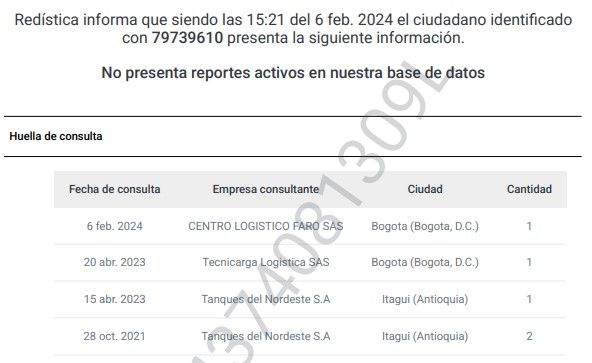 Redística informa que siendo las 15:21 del 6 feb. 2024 el ciudadano identificado
con 79739610 presenta la siguiente información.
No presenta reportes activos en nuestra base de datos
Huella de consulta
Fecha de consulta Empresa consultante Ciudad Cantidad
6 feb. 2024 CENTRO LOGISTICO FARO SAS Bogota (Bogota, D.C.) 1
20 abr. 2023 Tecnicarga Logística SAS Bogota (Bogota, D.C.) 1
15 abr. 2023 Tanques del Nordeste S.A Itagui (Antioquia) 1
28 oct. 2021 Tanques del Nordeste S.A Itagui (Antioquia) 2